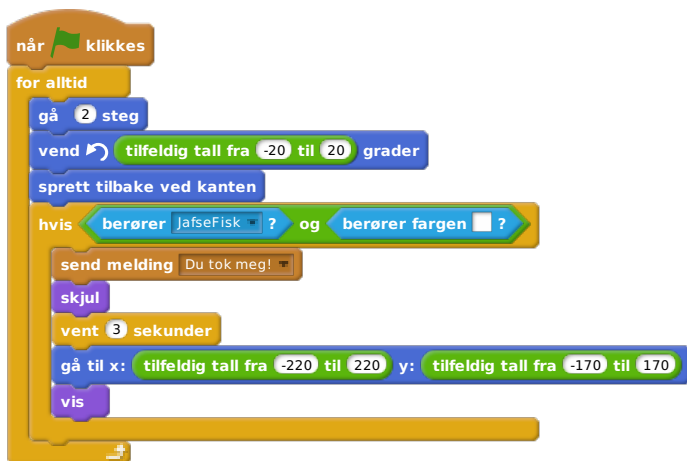 når klikkes
for alltid
gå 2 steg
vend tilfeldig tall fra -20 til 20 grader
sprett tilbake ved kanten
hvis berører JafseFisk ? og berører fargen ?
send melding Du tok meg!
skjul
vent 3 sekunder
gå til x: tilfeldig tall fra -220 til 220 y: tilfeldig tall fra -170 til 170
vis